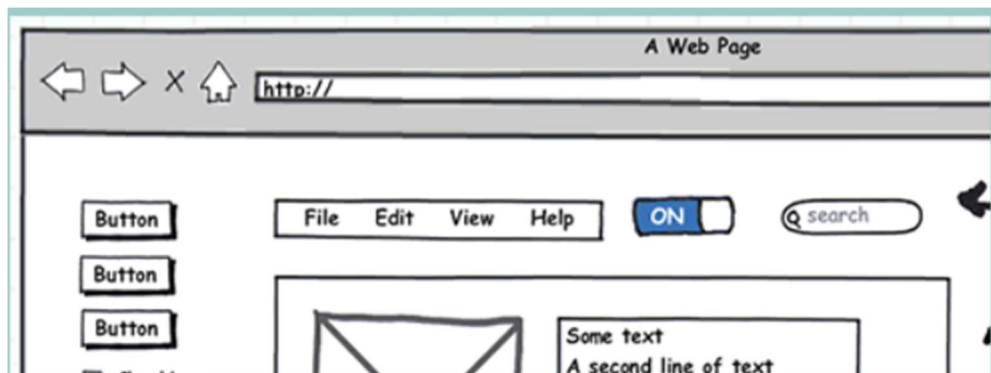 A Web Page
http://
Button
File Edit View Help
ON
search
Button
Button
Some text
A second line of text